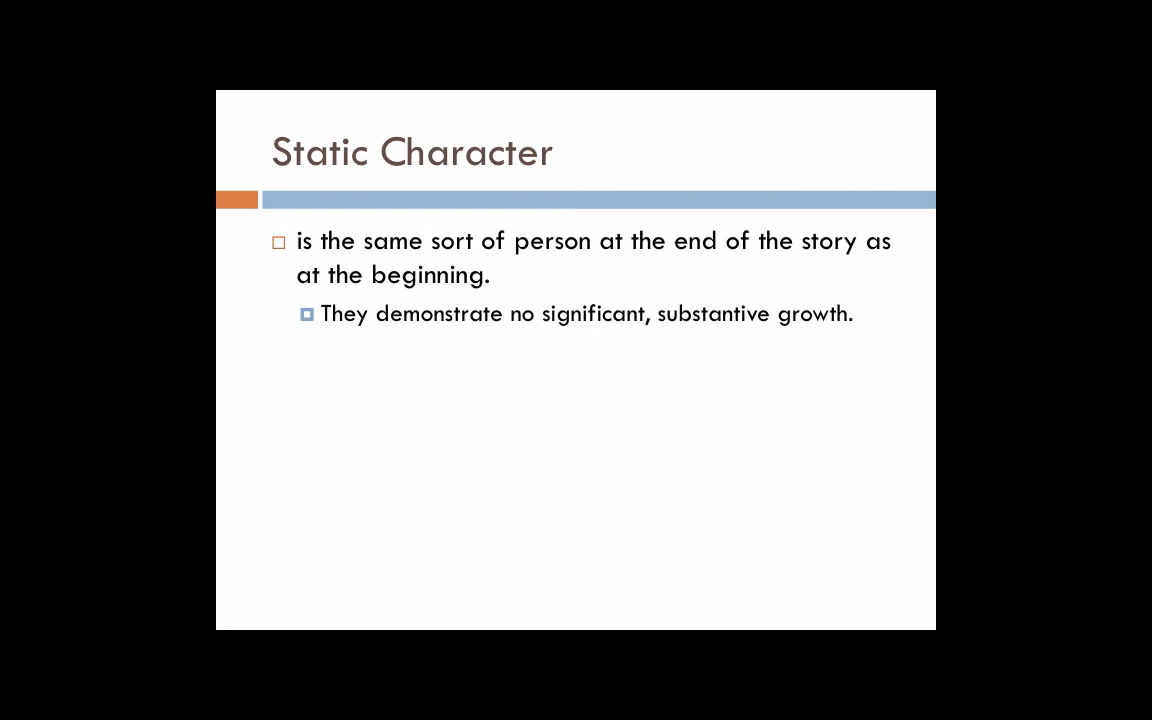 Static Character
is the same sort of person at the end of the story as
at the beginning.
They demonstrate no significant, substantive growth.